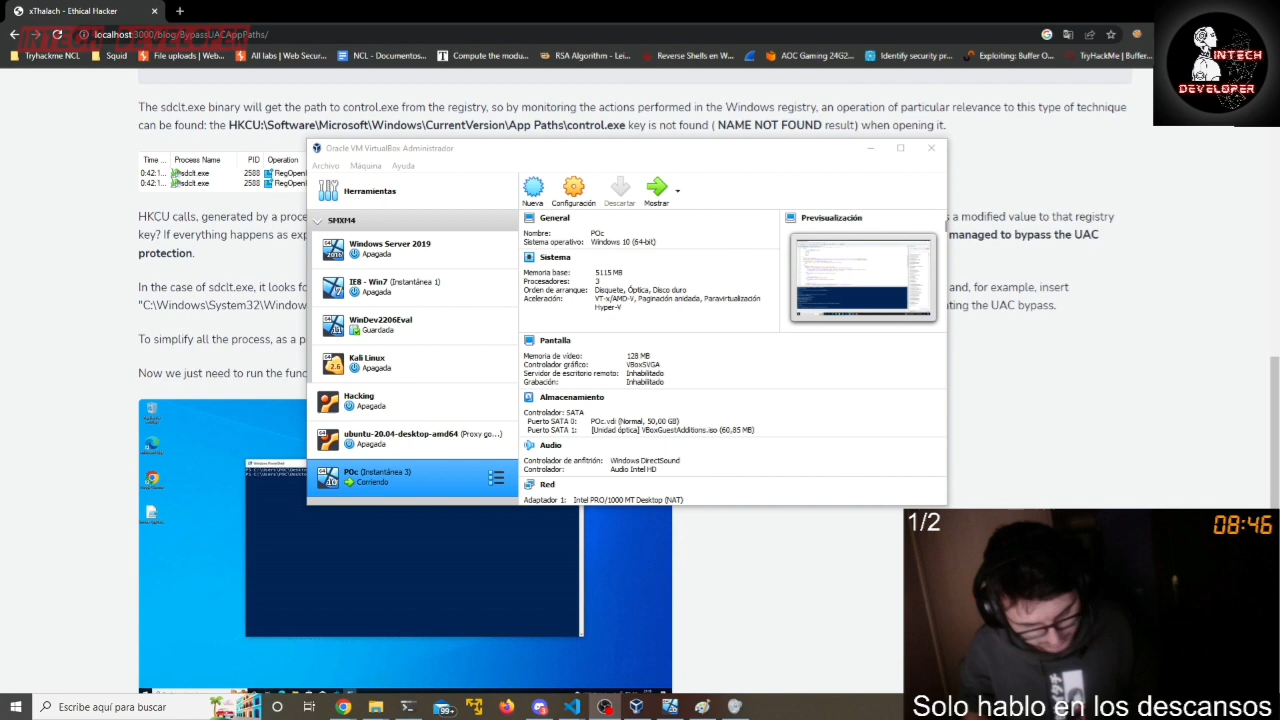 xThalach - Ethical Hacker
localhost:3000/blog/BypassUACAppPaths/
INTECH DEVELOPER
Tryhackme NCL
Squid
File uploads | Web...
All labs | Web Secur...
NCL - Documentos...
Compute the modu...
RSA Algorithm - Lei...
Reverse Shells en W...
AOC Gaming 24G2...
Identify security pr...
Exploiting: Buffer O...
TryHackMe | Buffer...
INTECH
DEVELOPER
The sdclt.exe binary will get the path to control.exe from the registry, so by monitoring the actions performed in the Windows registry, an operation of particular relevance to this type of technique
can be found: the HKCU:\Software\Microsoft\Windows\CurrentVersion\App Paths\control.exe key is not found ( NAME NOT FOUND result) when opening it.
Time ... Process Name PID Operation
0:42:1... sdclt.exe 2588 RegOpen
0:42:1... sdclt.exe 2588 RegOpen
HKCU calls, generated by a proce
s a modified value to that registry
key? If everything happens as exp
managed to bypass the UAC
protection.
In the case of sdclt.exe, it looks fo
and, for example, insert
"C:\Windows\System32\Window
ting the UAC bypass.
To simplify all the process, as a p
Now we just need to run the func
Oracle VM VirtualBox Administrador
Archivo Máquina Ayuda
Herramientas
Nueva Configuración Descartar Mostrar
SMXM4
Windows Server 2019
Apagada
IE8 - Win7 (Instantánea 1)
Apagada
WinDev2206Eval
Guardada
Kali Linux
Apagada
Hacking
Apagada
ubuntu-20.04-desktop-amd64 (Proxy go...)
Apagada
POc (Instantánea 3)
Corriendo
General
Nombre: POc
Sistema operativo: Windows 10 (64-bit)
Sistema
Memoria base: 5115 MB
Procesadores: 3
Orden de arranque: Disquete, Óptica, Disco duro
Aceleración: VT-x/AMD-V, Paginación anidada, Paravirtualización
Hyper-V
Previsualización
Pantalla
Memoria de vídeo: 128 MB
Controlador gráfico: VBoxSVGA
Servidor de escritorio remoto: Inhabilitado
Grabación: Inhabilitado
Almacenamiento
Controlador: SATA
Puerto SATA 0: POc.vdi (Normal, 50,00 GB)
Puerto SATA 1: [Unidad óptica] VBoxGuestAdditions.iso (60,85 MB)
Audio
Controlador de anfitrión: Windows DirectSound
Controlador: Audio Intel HD
Red
Adaptador 1: Intel PRO/1000 MT Desktop (NAT)
1/2
08:46
Solo hablo en los descansos
Escribe aquí para buscar
99+